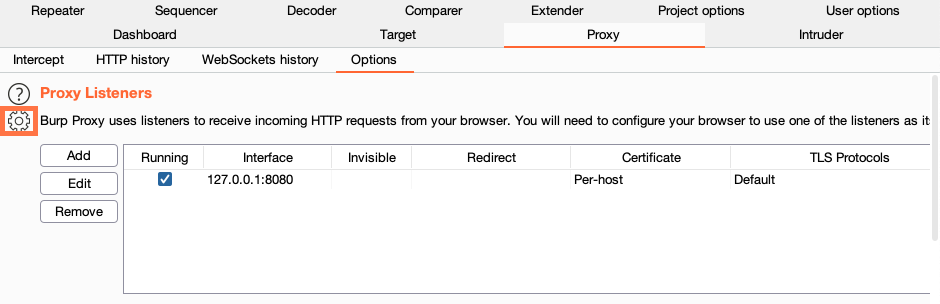 Repeater Sequencer Decoder Comparer Extender Project options User options
Dashboard Target Proxy Intruder
Intercept HTTP history WebSockets history Options
? Proxy Listeners
Burp Proxy uses listeners to receive incoming HTTP requests from your browser. You will need to configure your browser to use one of the listeners as it
Add
Edit
Remove
Running Interface Invisible Redirect Certificate TLS Protocols
127.0.0.1:8080 Per-host Default